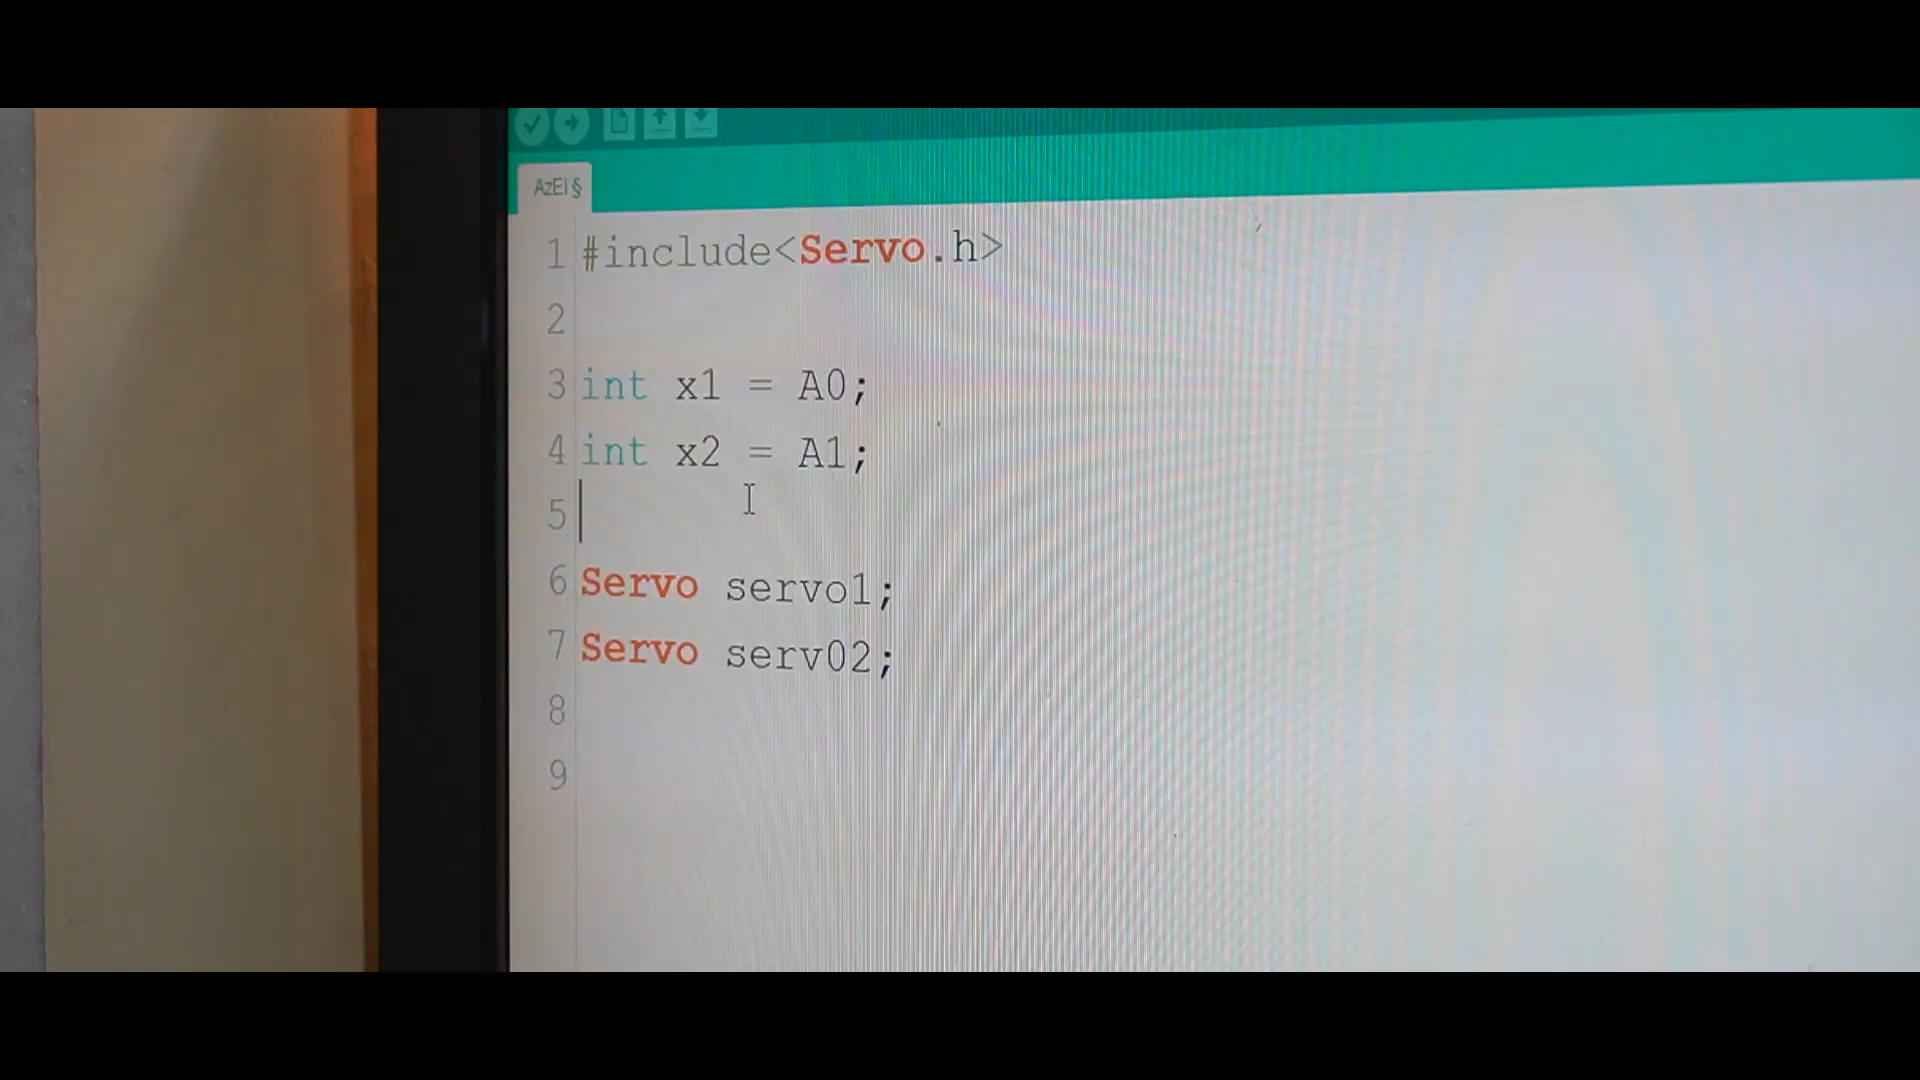 AzEl §
1 #include<Servo.h>
2
3 int x1 = A0;
4 int x2 = A1;
5
6 Servo servo1;
7 Servo serv02;
8
9